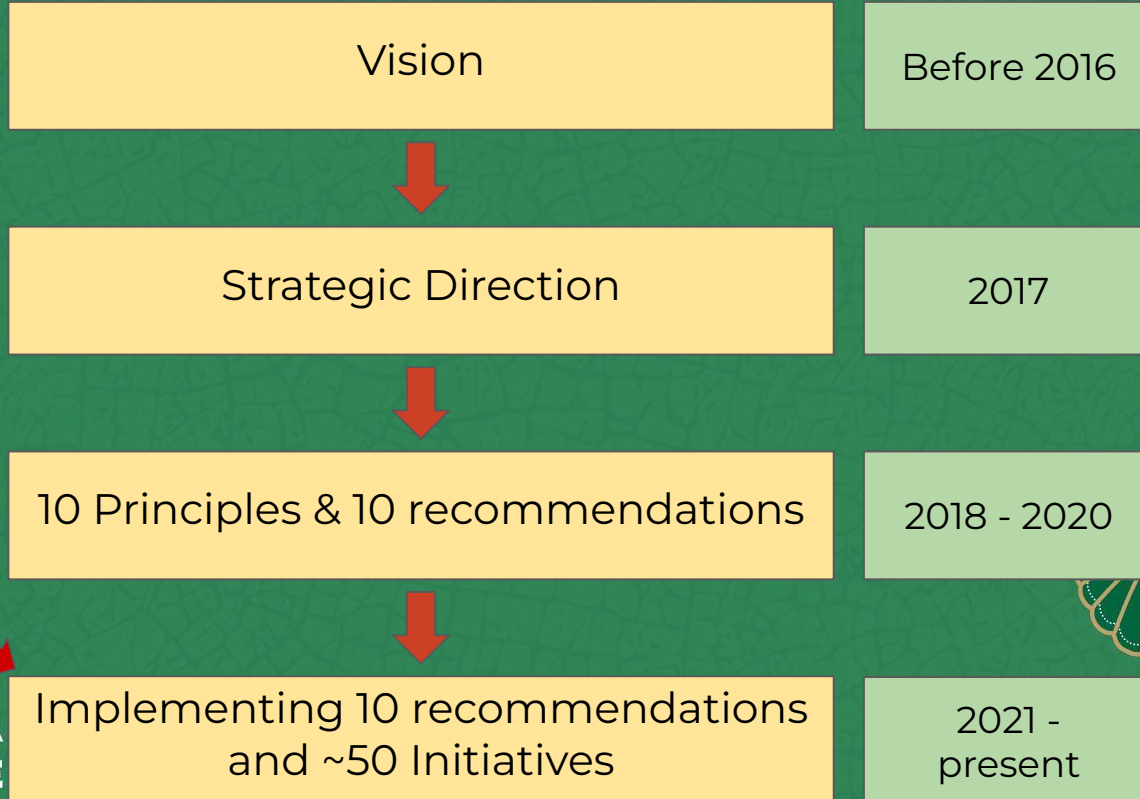 Vision
Before 2016
Strategic Direction
2017
10 Principles & 10 recommendations
2018 - 2020
Implementing 10 recommendations
and ~50 Initiatives
2021 -
present